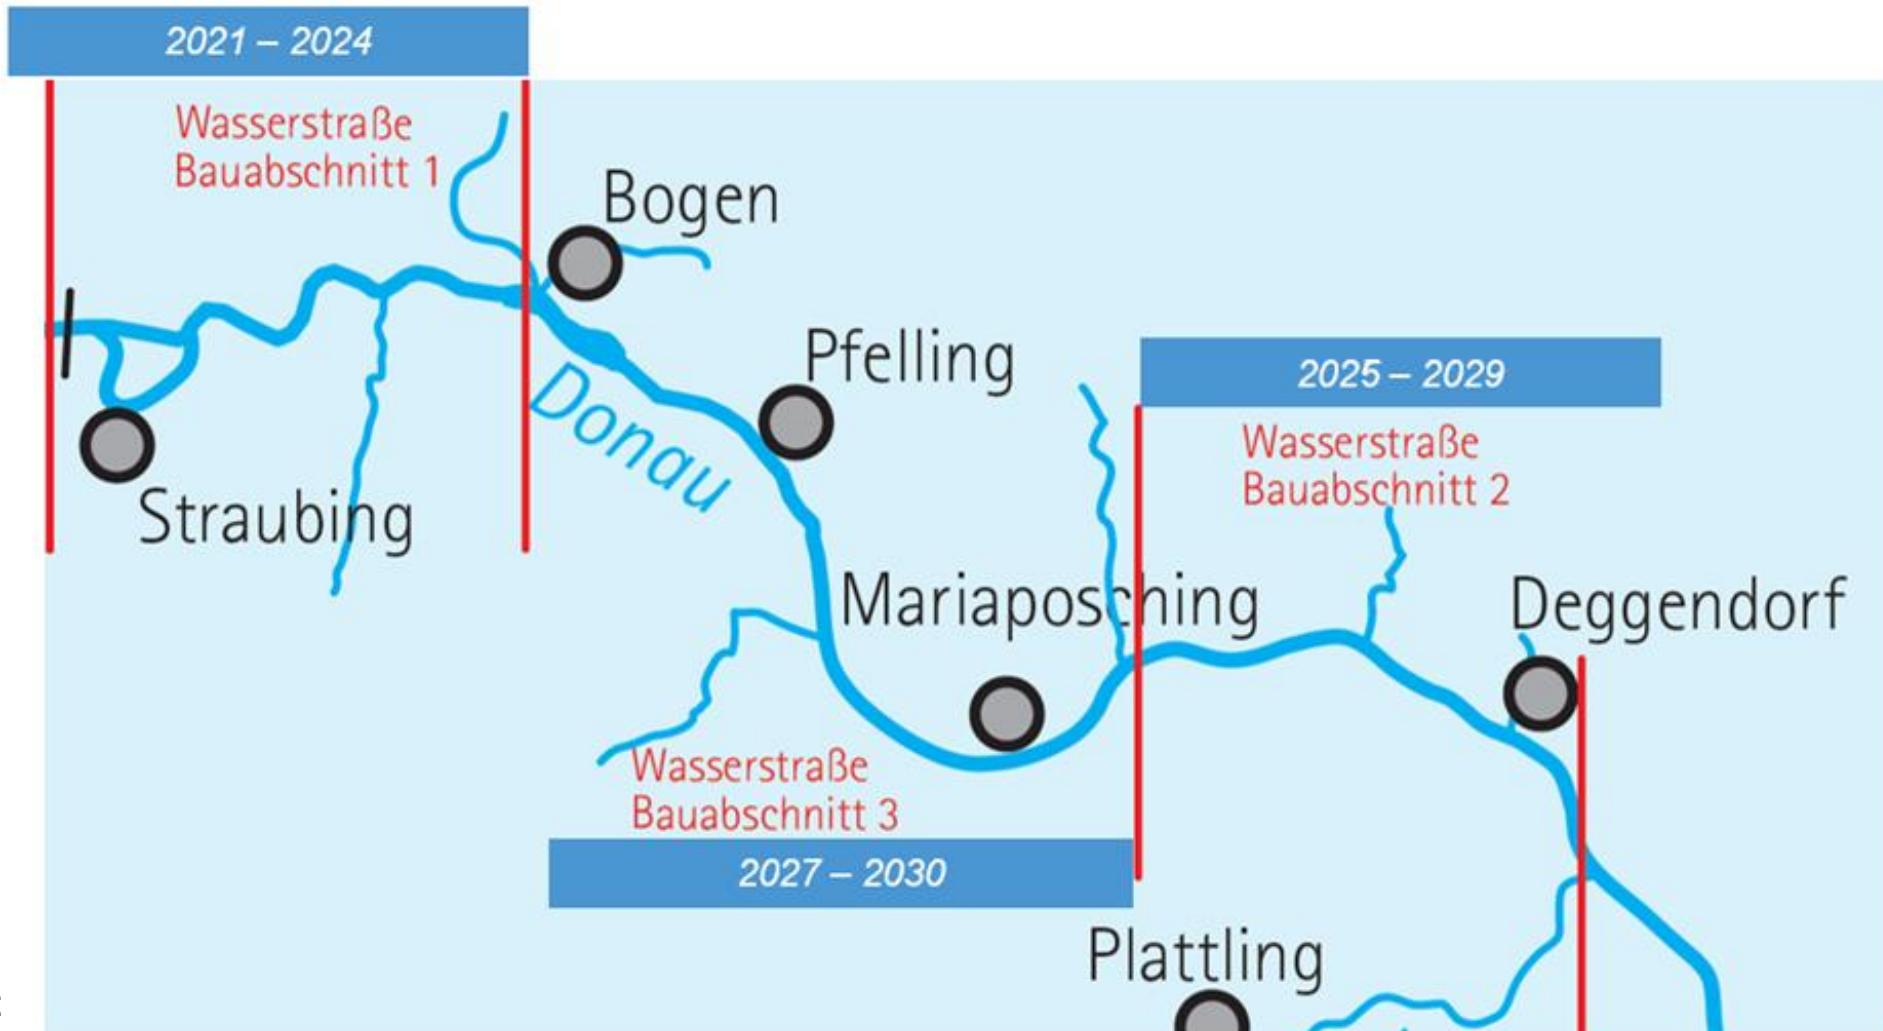 2021 – 2024
Wasserstraße
Bauabschnitt 1
Bogen
Pfelling
2025 – 2029
Donau
Wasserstraße
Bauabschnitt 2
Straubing
Mariaposching
Deggendorf
Wasserstraße
Bauabschnitt 3
2027 – 2030
Plattling